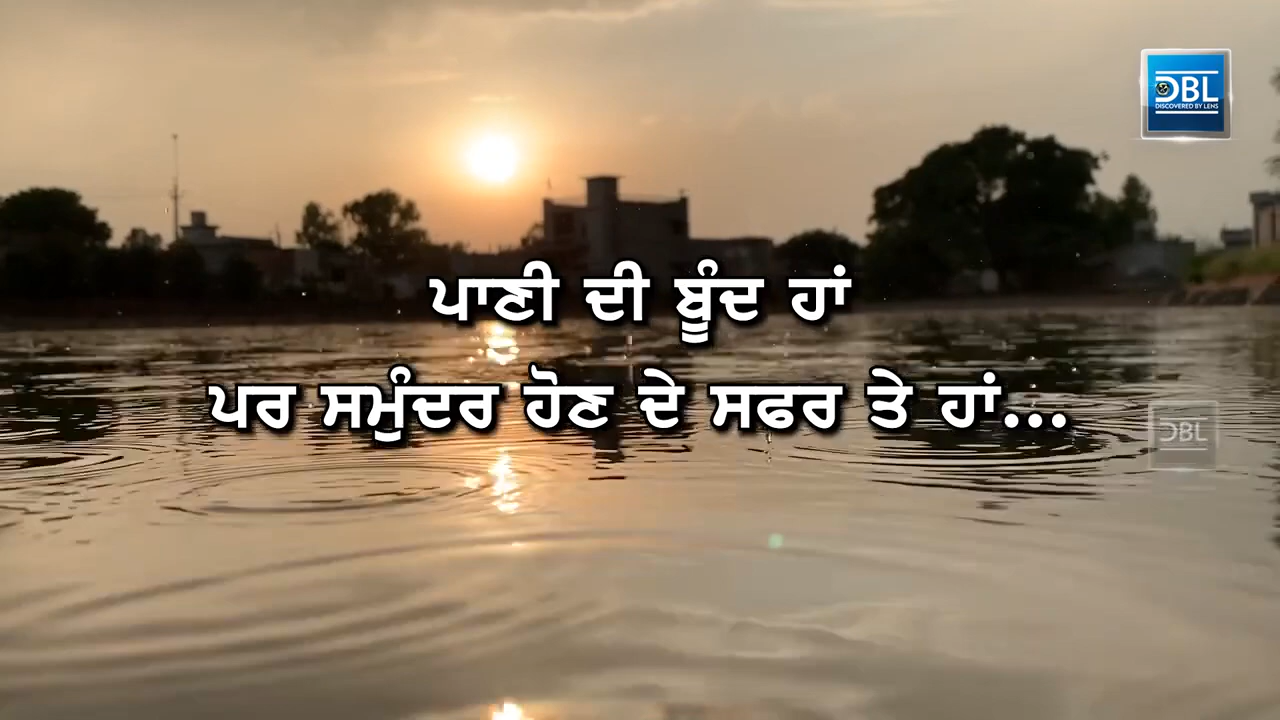 DBL
DISCOVERED BY LENS
ਪਾਣੀ ਦੀ ਬੂੰਦ ਹਾਂ
ਪਰ ਸਮੁੰਦਰ ਹੋਣ ਦੇ ਸਫਰ ਤੇ ਹਾਂ...
DBL